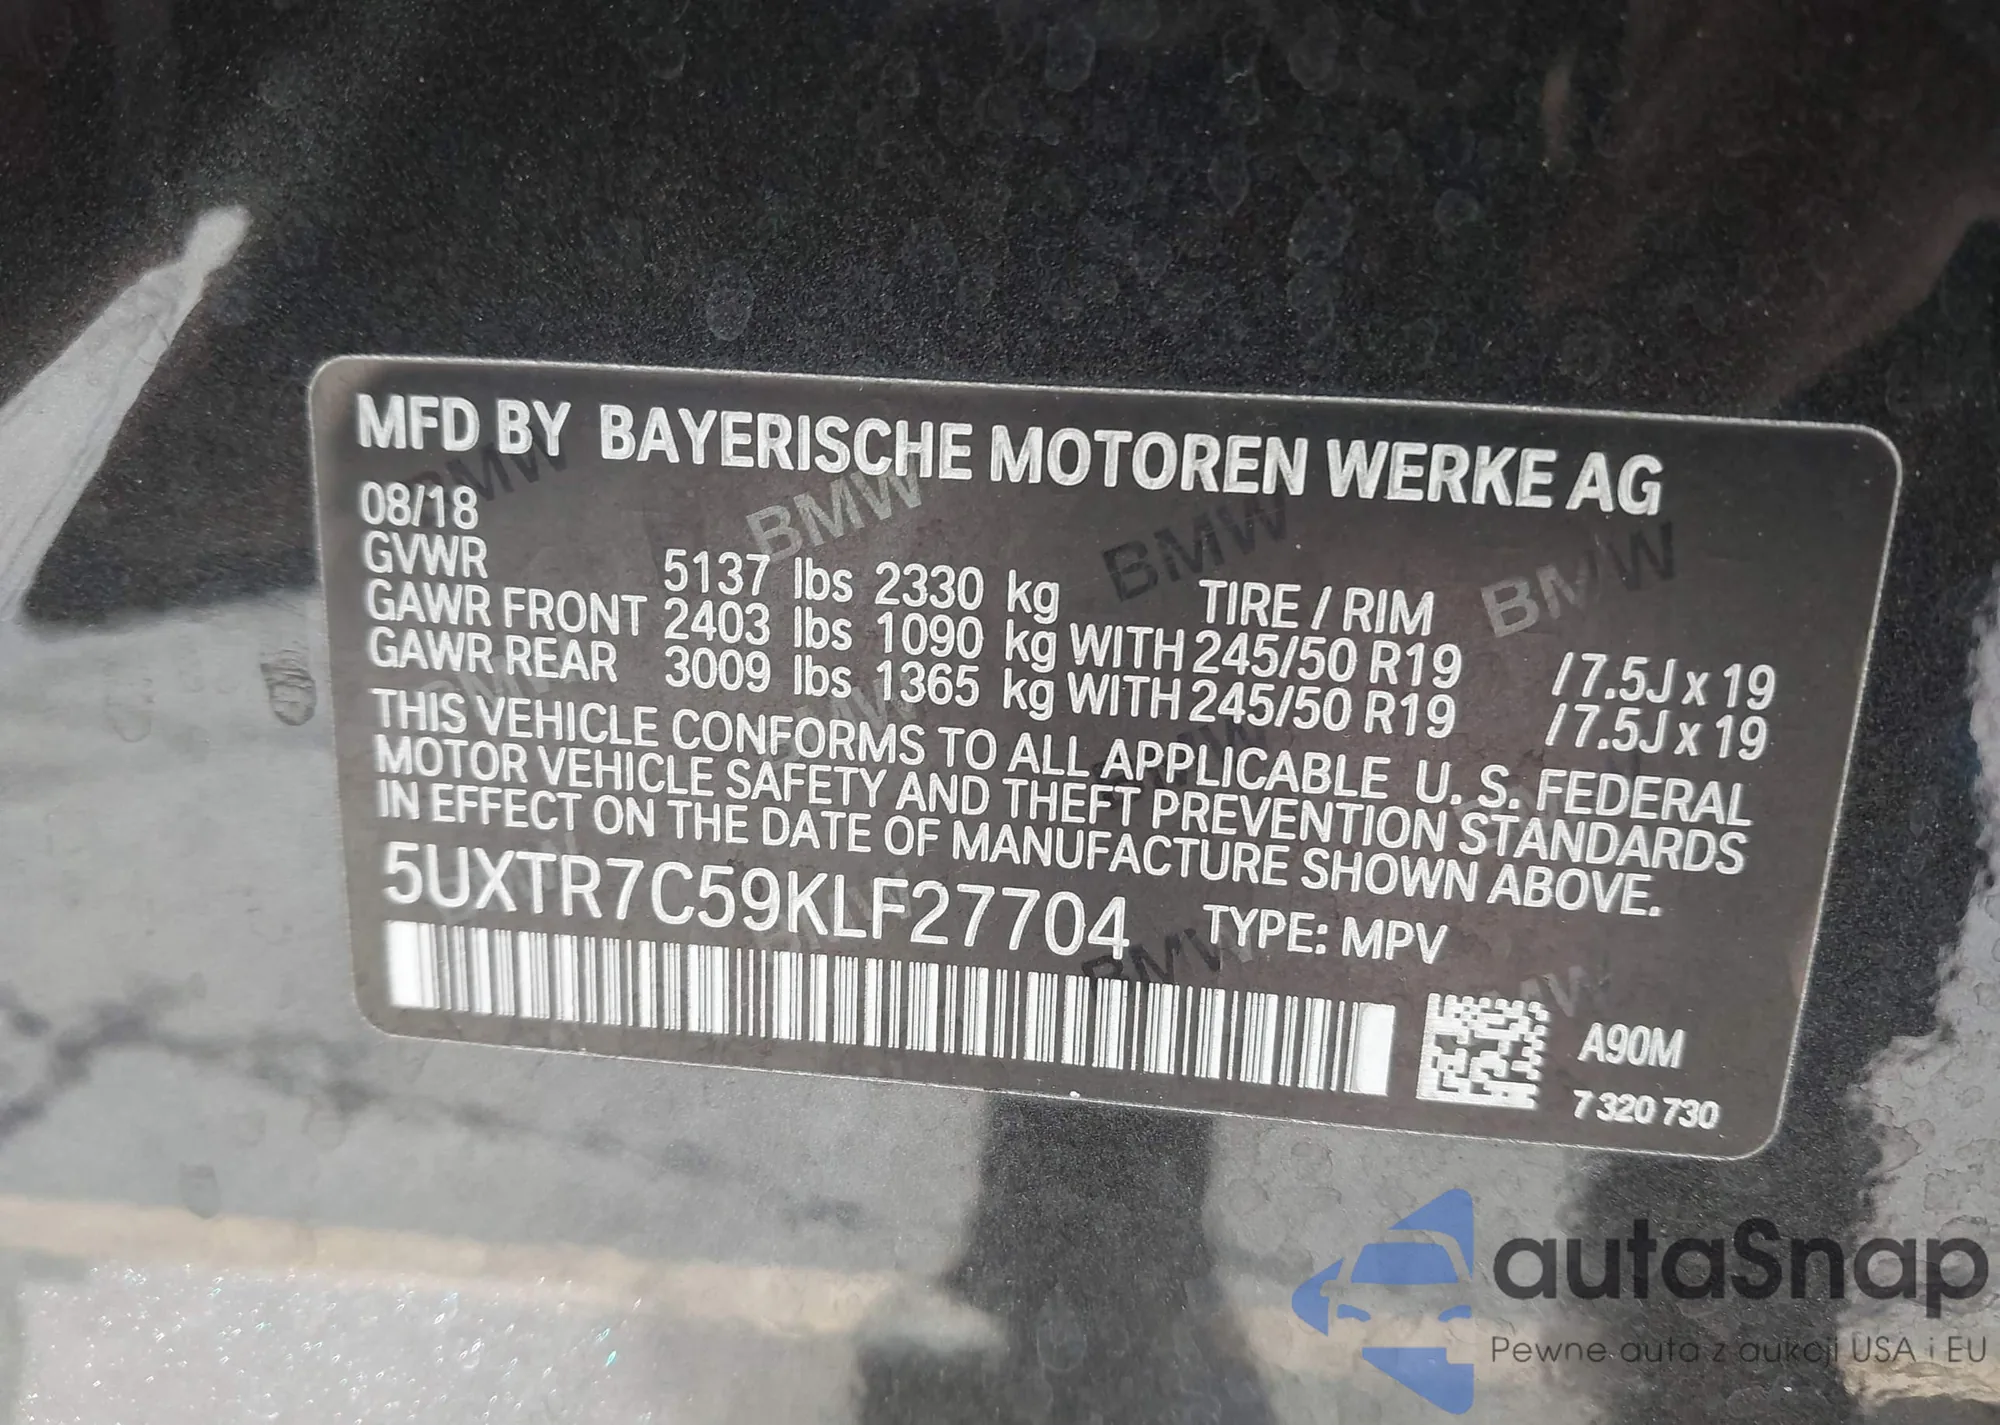 MFD BY BAYERISCHE MOTOREN WERKE AG
08/18
GVWR 5137 lbs 2330 kg TIRE / RIM
GAWR FRONT 2403 lbs 1090 kg WITH 245/50 R19 /7.5J x 19
GAWR REAR 3009 lbs 1365 kg WITH 245/50 R19 /7.5J x 19
THIS VEHICLE CONFORMS TO ALL APPLICABLE U. S. FEDERAL
MOTOR VEHICLE SAFETY AND THEFT PREVENTION STANDARDS
IN EFFECT ON THE DATE OF MANUFACTURE SHOWN ABOVE.
5UXTR7C59KLF27704 TYPE: MPV
A90M
7 320 730
autaSnap
Pewne auta z aukcji USA i EU